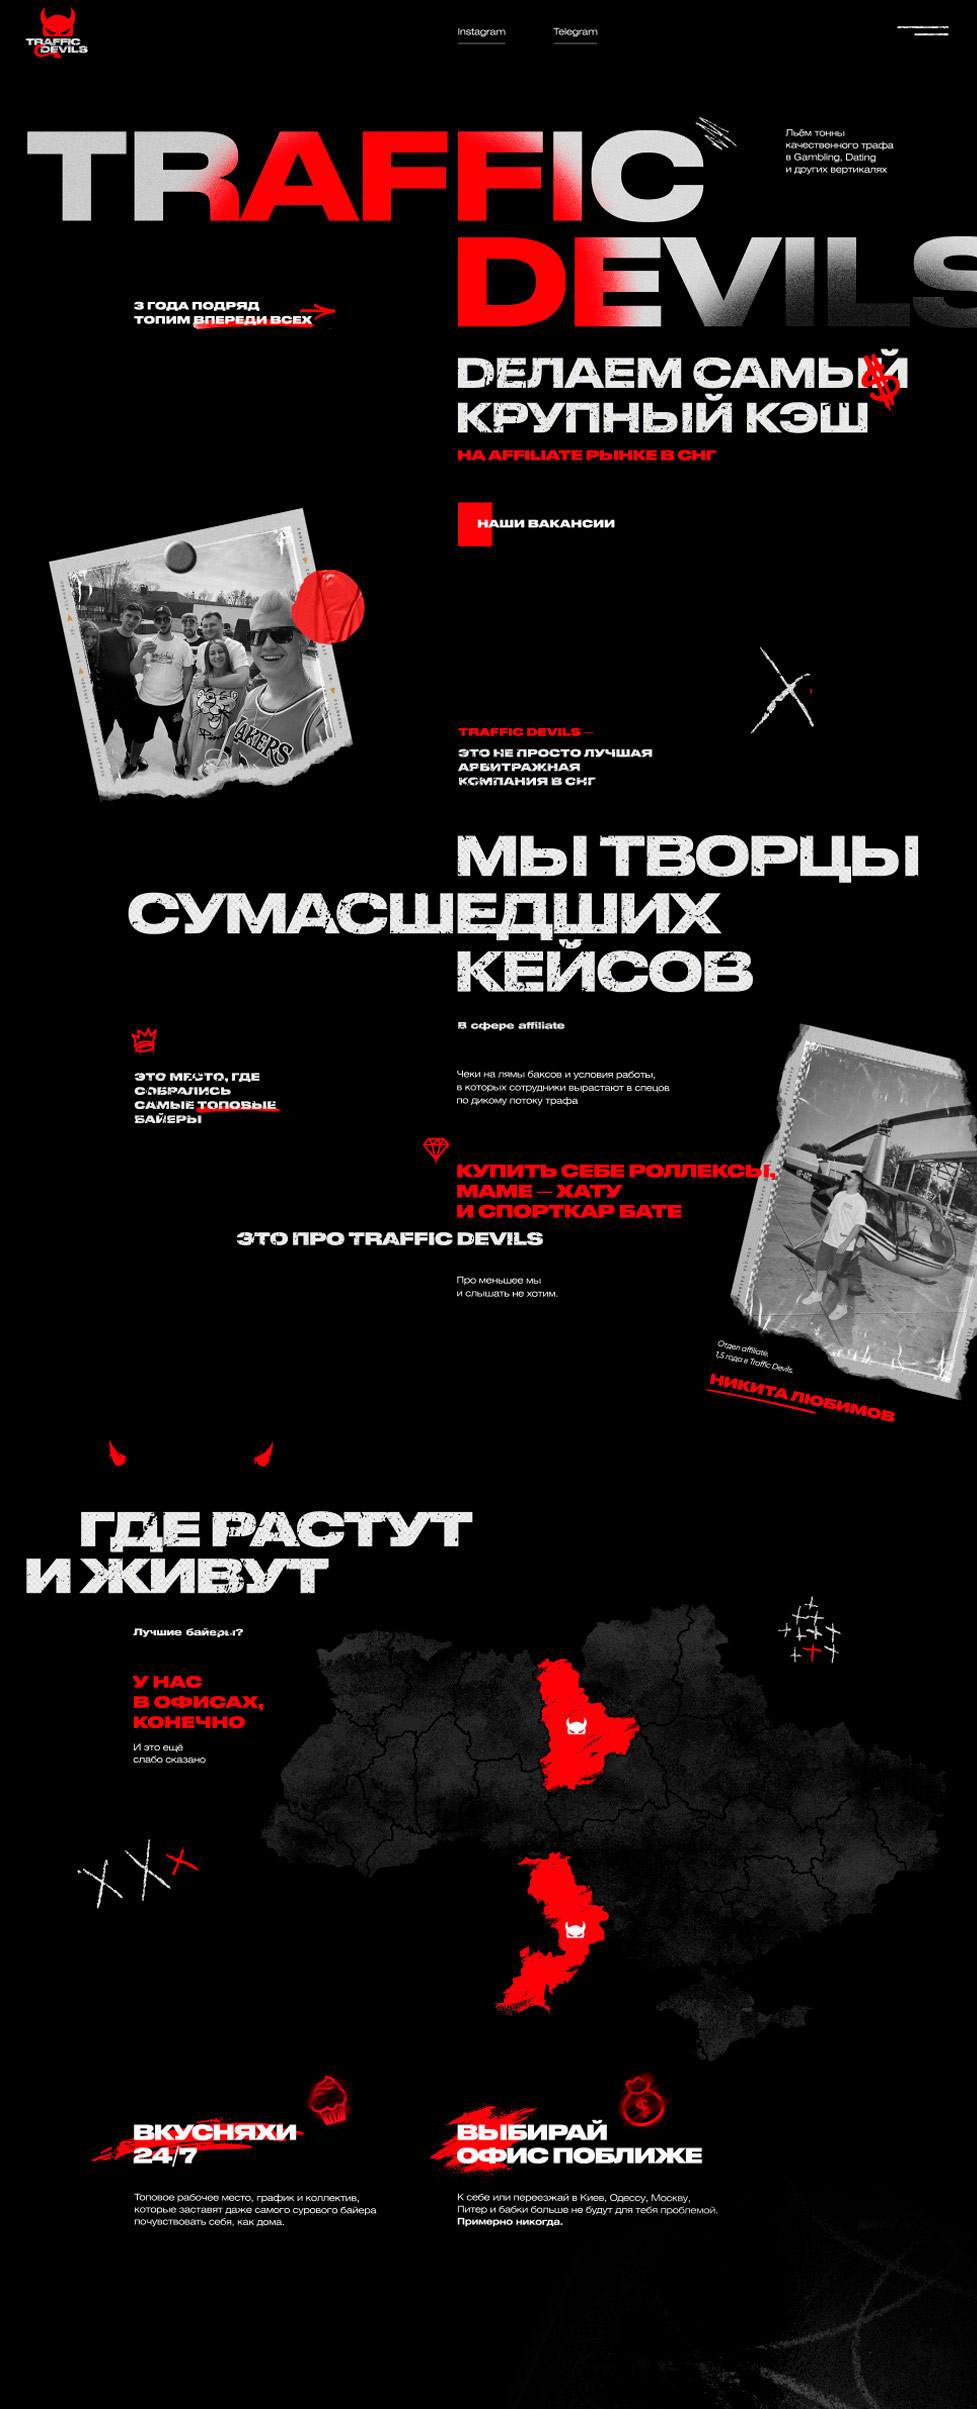 TRAFFIC
DEVILS
Instagram
Telegram
TRAFFIC
DEVILS
Льём тонны
качественного трафа
в Gambling, Dating
и других вертикалях
3 ГОДА ПОДРЯД
ТОПИМ ВПЕРЕДИ ВСЕХ
DЕЛАЕМ САМЫЙ
КРУПНЫЙ КЭШ
НА AFFILIATE РЫНКЕ В СНГ
НАШИ ВАКАНСИИ
LAKERS
TRAFFIC DEVILS —
ЭТО НЕ ПРОСТО ЛУЧШАЯ
АРБИТРАЖНАЯ
КОМПАНИЯ В СНГ
МЫ ТВОРЦЫ
СУМАСШЕДШИХ
КЕЙСОВ
В сфере affiliate
ЭТО МЕСТО, ГДЕ
СОБРАЛИСЬ
САМЫЕ ТОПОВЫЕ
БАЙЕРЫ
Чеки на лямы баксов и условия работы,
в которых сотрудники вырастают в спецов
по дикому потоку трафа
КУПИТЬ СЕБЕ РОЛЛЕКСЫ,
МАМЕ — ХАТУ
И СПОРТКАР БАТЕ
ЭТО ПРО TRAFFIC DEVILS
Про меньшее мы
и слышать не хотим.
Отдел affiliate,
1,5 года в Traffic Devils.
НИКИТА ЛЮБИМОВ
ГДЕ РАСТУТ
И ЖИВУТ
Лучшие байеры?
У НАС
В ОФИСАХ,
КОНЕЧНО
И это ещё
слабо сказано
ВКУСНЯХИ
24/7
Топовое рабочее место, график и коллектив,
которые заставят даже самого сурового байера
почувствовать себя, как дома.
ВЫБИРАЙ
ОФИС ПОБЛИЖЕ
К себе или переезжай в Киев, Одессу, Москву,
Питер и бабки больше не будут для тебя проблемой.
Примерно никогда.